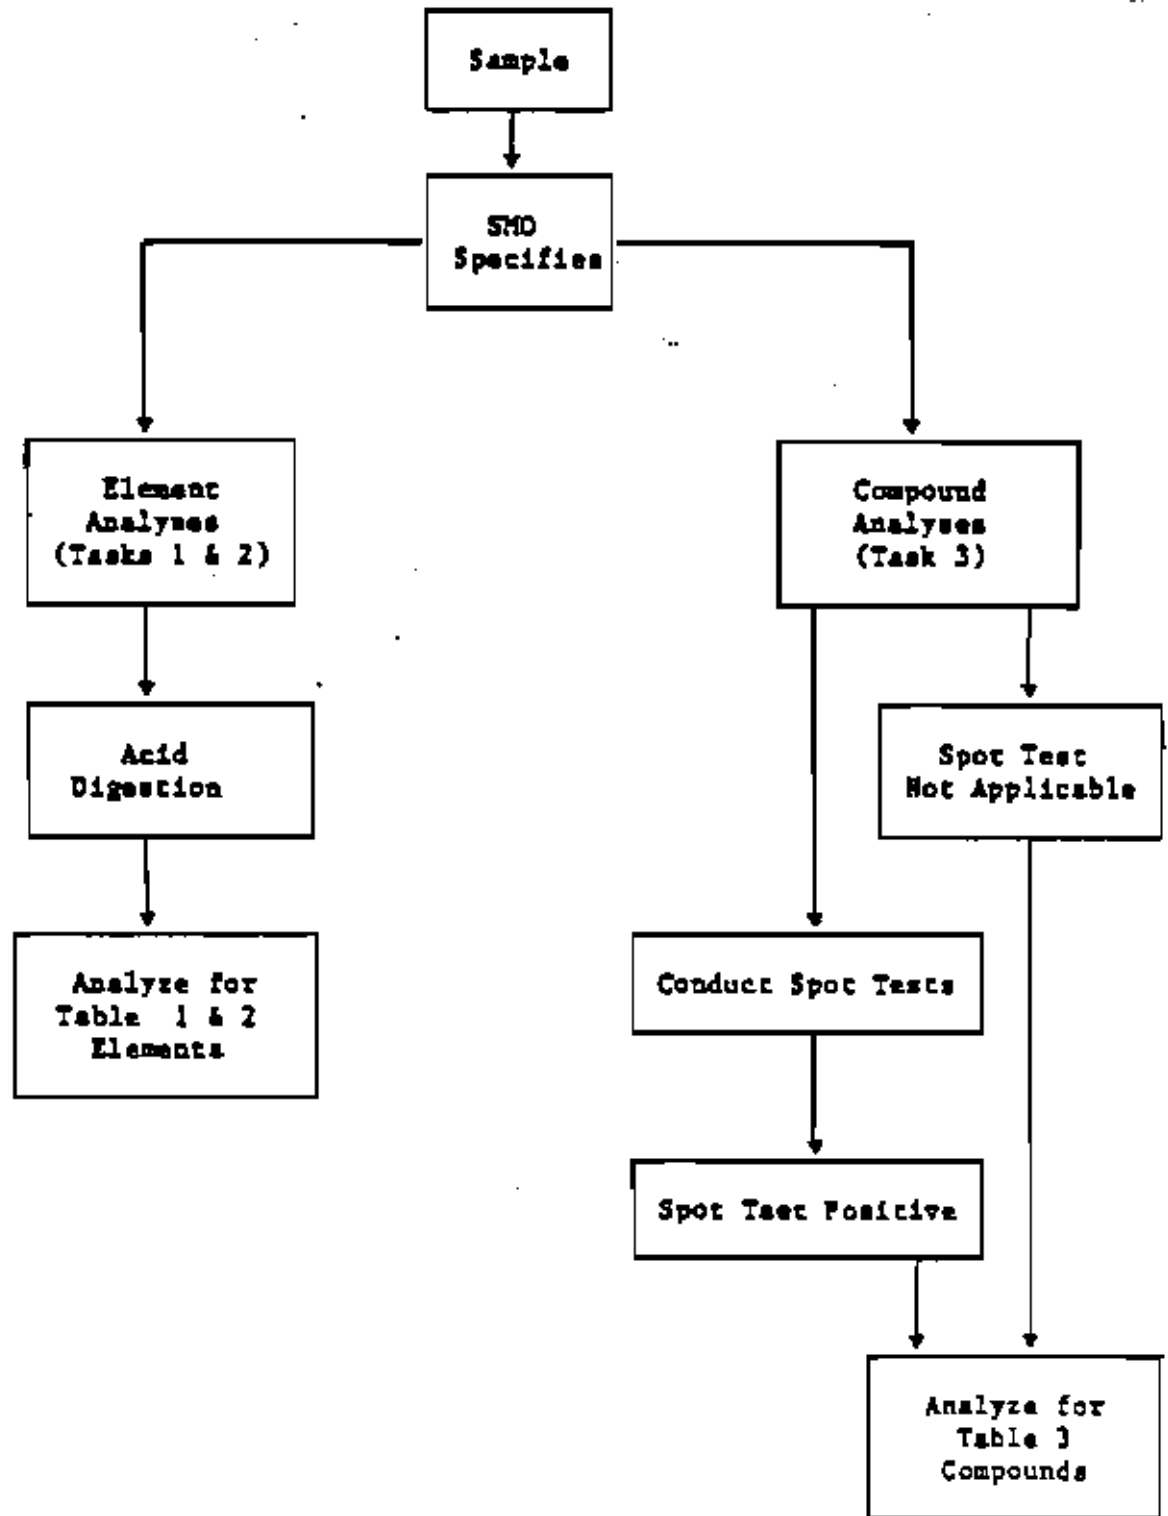 Sample
SMO
Specifies
Element
Analyses
(Tasks 1 & 2)
Compound
Analyses
(Task 3)
Acid
Digestion
Spot Test
Not Applicable
Analyze for
Table 1 & 2
Elements
Conduct Spot Tests
Spot Test Positive
Analyze for
Table 3
Compounds